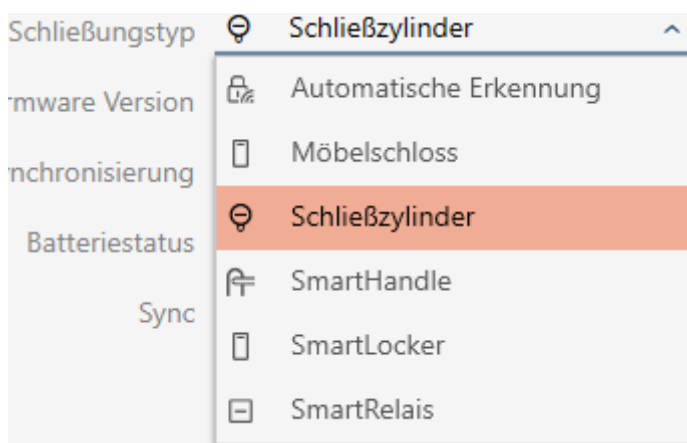 Schließungstyp Schließzylinder
Automatische Erkennung
rmware Version
Möbelschloss
nchronisierung
Schließzylinder
Batteriestatus
SmartHandle
Sync
SmartLocker
SmartRelais